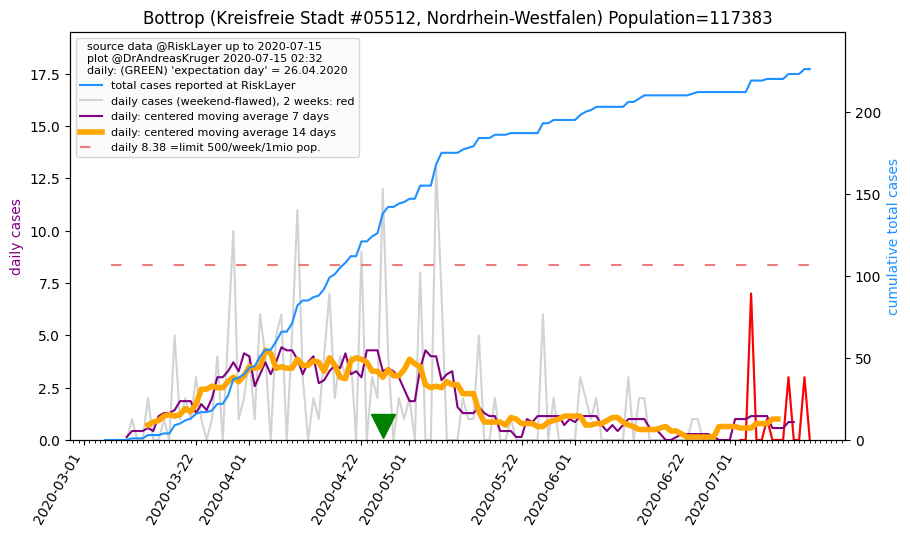 Bottrop (Kreisfreie Stadt #05512, Nordrhein-Westfalen) Population=117383
source data @RiskLayer up to 2020-07-15
plot @DrAndreasKruger 2020-07-15 02:32
daily: (GREEN) 'expectation day' = 26.04.2020
total cases reported at RiskLayer
daily cases (weekend-flawed), 2 weeks: red
daily: centered moving average 7 days
daily: centered moving average 14 days
daily 8.38 =limit 500/week/1mio pop.
daily cases
17.5
15.0
12.5
10.0
7.5
5.0
2.5
0.0
200
150
100
50
0
cumulative total cases
2020-03-01
2020-03-22
2020-04-01
2020-04-22
2020-05-01
2020-05-22
2020-06-01
2020-06-22
2020-07-01